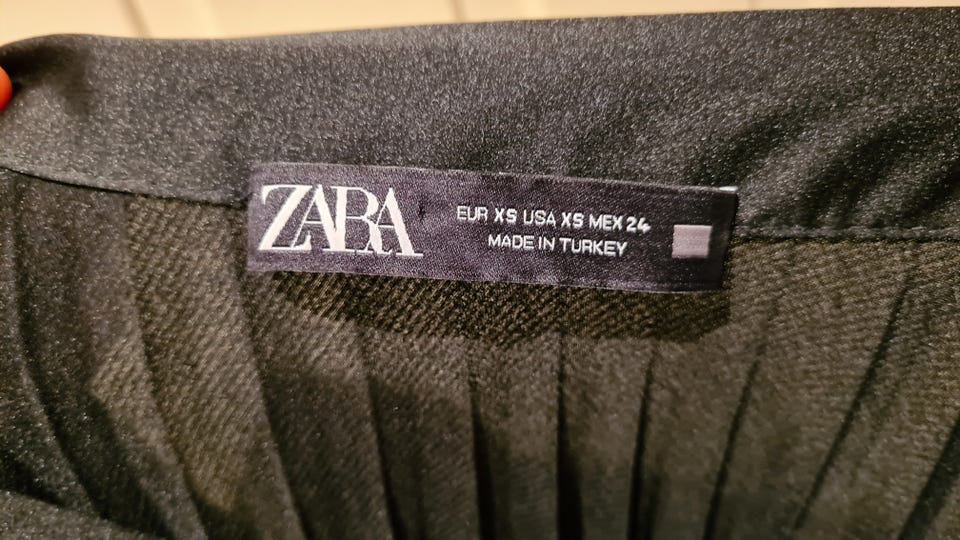 ZARA
EUR XS USA XS MEX 24
MADE IN TURKEY